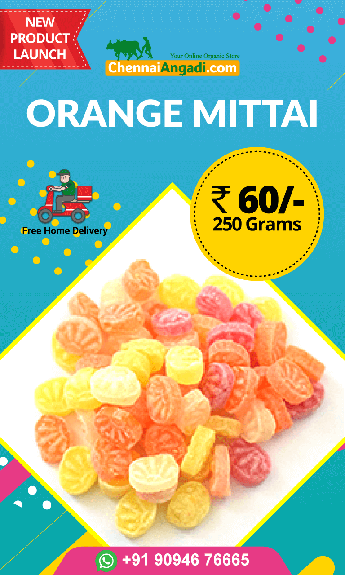 NEW
PRODUCT
LAUNCH
Your Online Organic Store
ChennaiAngadi.com
ORANGE MITTAI
₹ 60/-
250 Grams
Free Home Delivery
+91 90946 76665